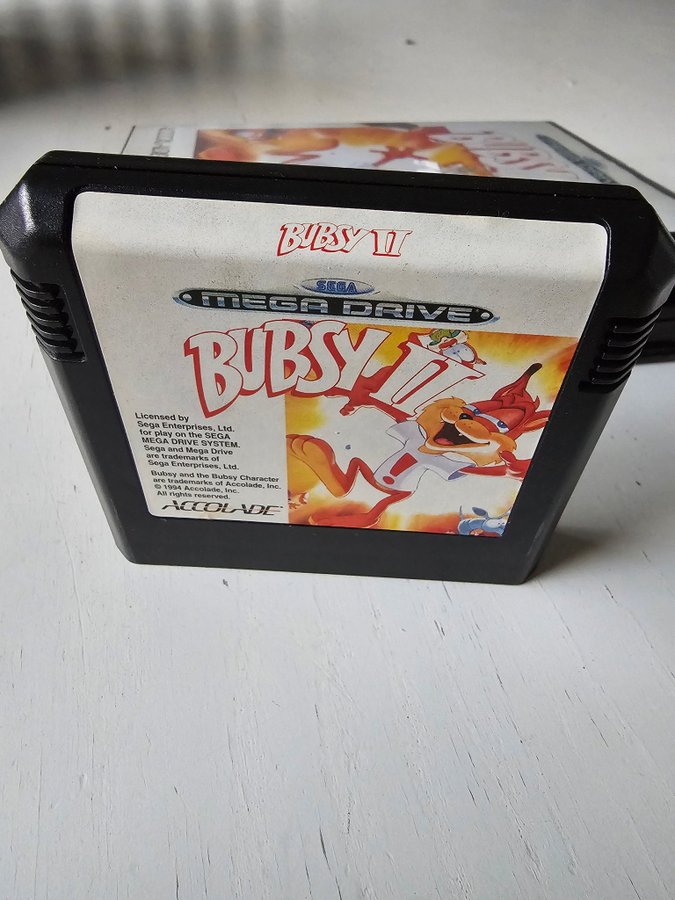 BUBSY
BUBSY II
SEGA
MEGA DRIVE
BUBSY II
Licensed by
Sega Enterprises, Ltd.
for play on the SEGA
MEGA DRIVE SYSTEM.
Sega and Mega Drive
are trademarks of
Sega Enterprises, Ltd.
Bubsy and the Bubsy Character
are trademarks of Accolade, Inc.
© 1994 Accolade, Inc.
All rights reserved.
ACCOLADE™